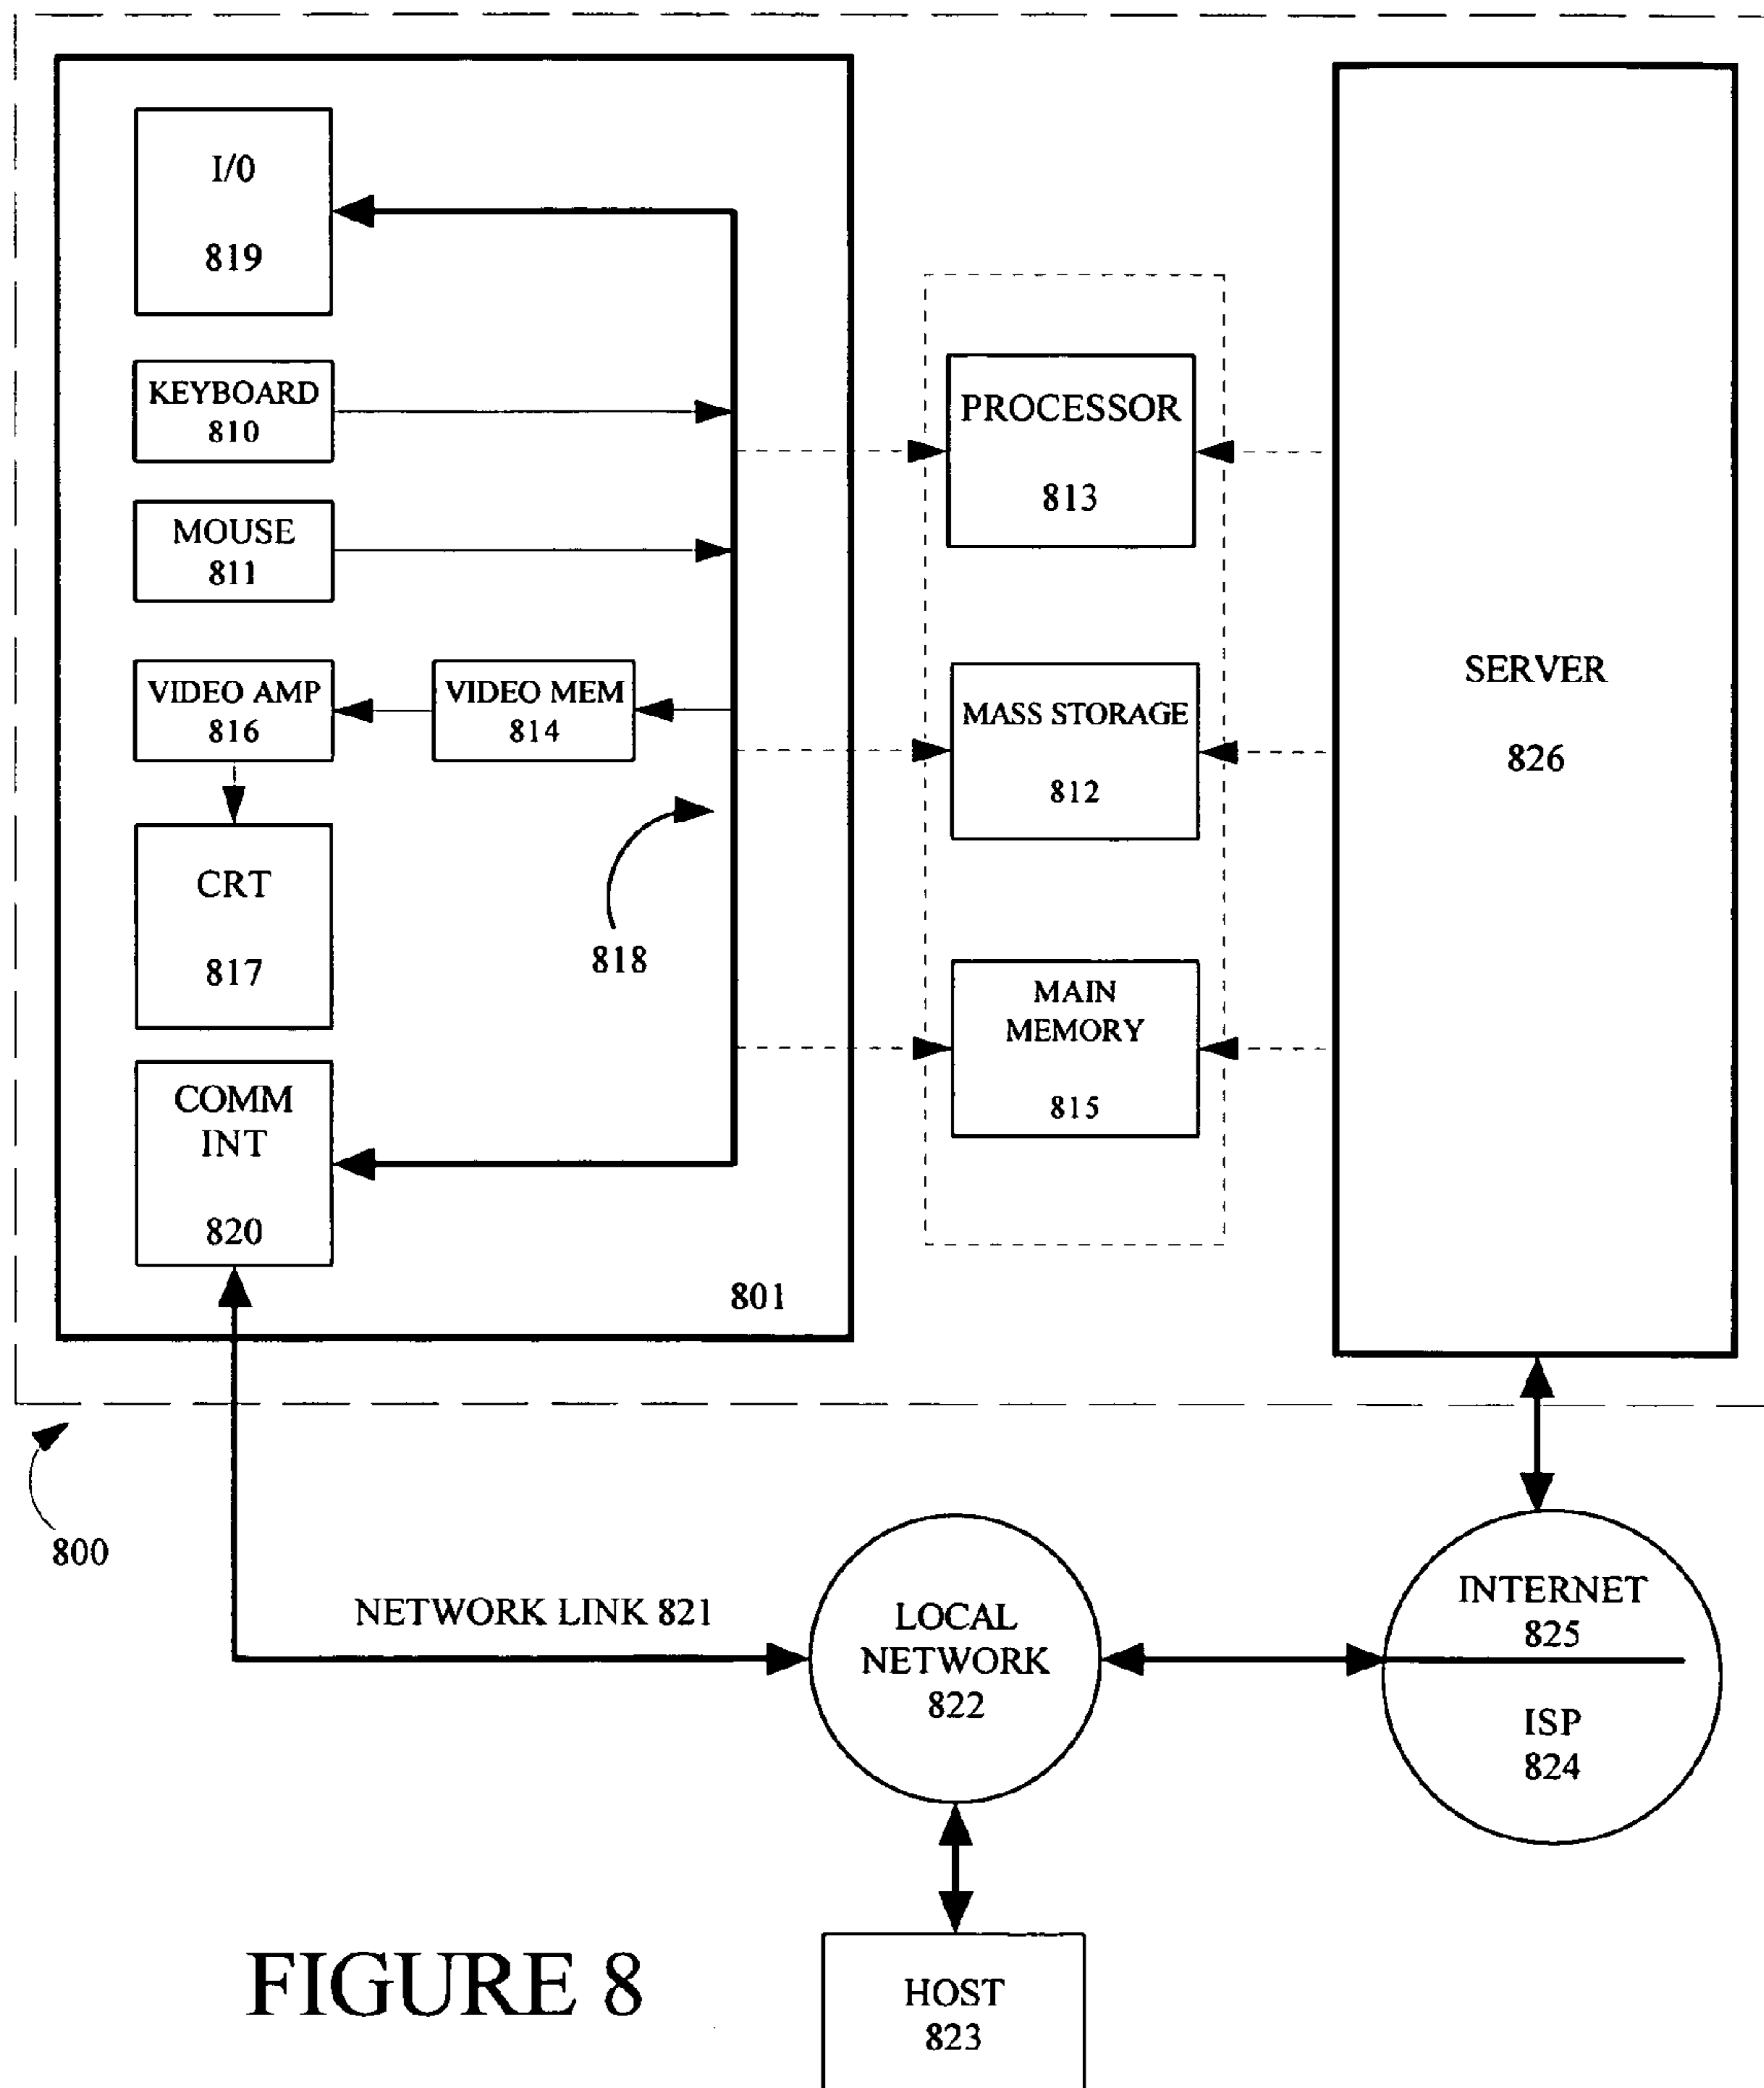 I/0
819
KEYBOARD
810
MOUSE
811
VIDEO AMP
816
VIDEO MEM
814
CRT
817
818
COMM
INT
820
801
PROCESSOR
813
MASS STORAGE
812
MAIN
MEMORY
815
SERVER
826
800
NETWORK LINK 821
LOCAL
NETWORK
822
INTERNET
825
ISP
824
HOST
823
FIGURE 8